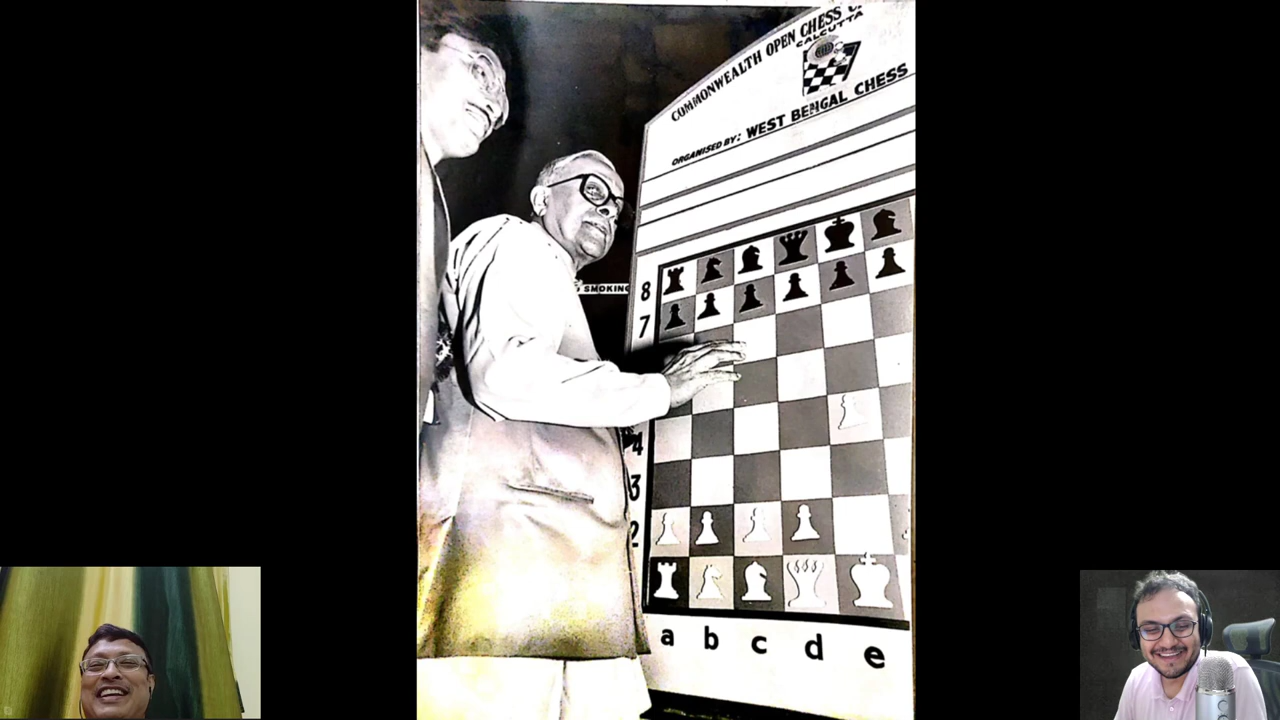 COMMONWEALTH OPEN CHESS
CALCUTTA
ORGANISED BY: WEST BENGAL CHESS
SMOKING
8
7
4
3
2
a b c d e